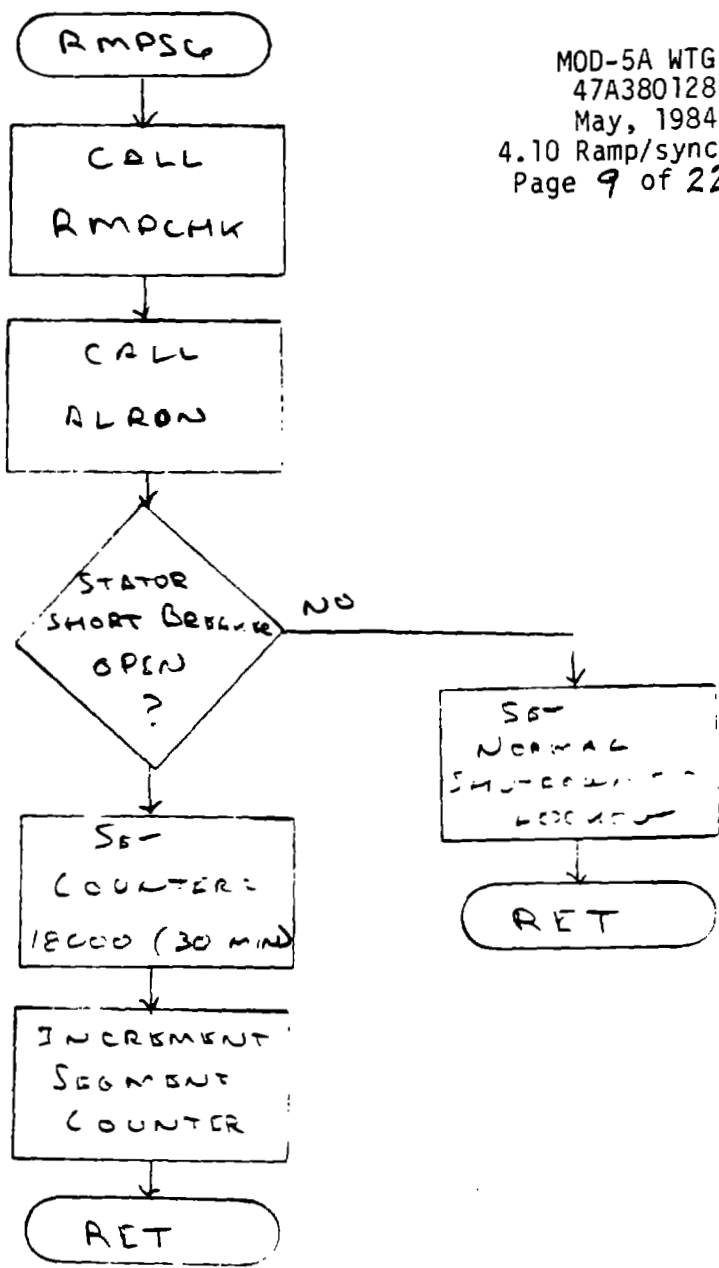 RMPSG
MOD-5A WTG
47A380128
May, 1984
4.10 Ramp/sync
Page 9 of 22
CALL
RMPCHK
CALL
ALRON
STATOR
SHORT BREAKER
OPEN
?
NO
SET
NORMAL
SET
COUNTER=
18000 (30 MIN)
RET
INCREMENT
SEGMENT
COUNTER
RET